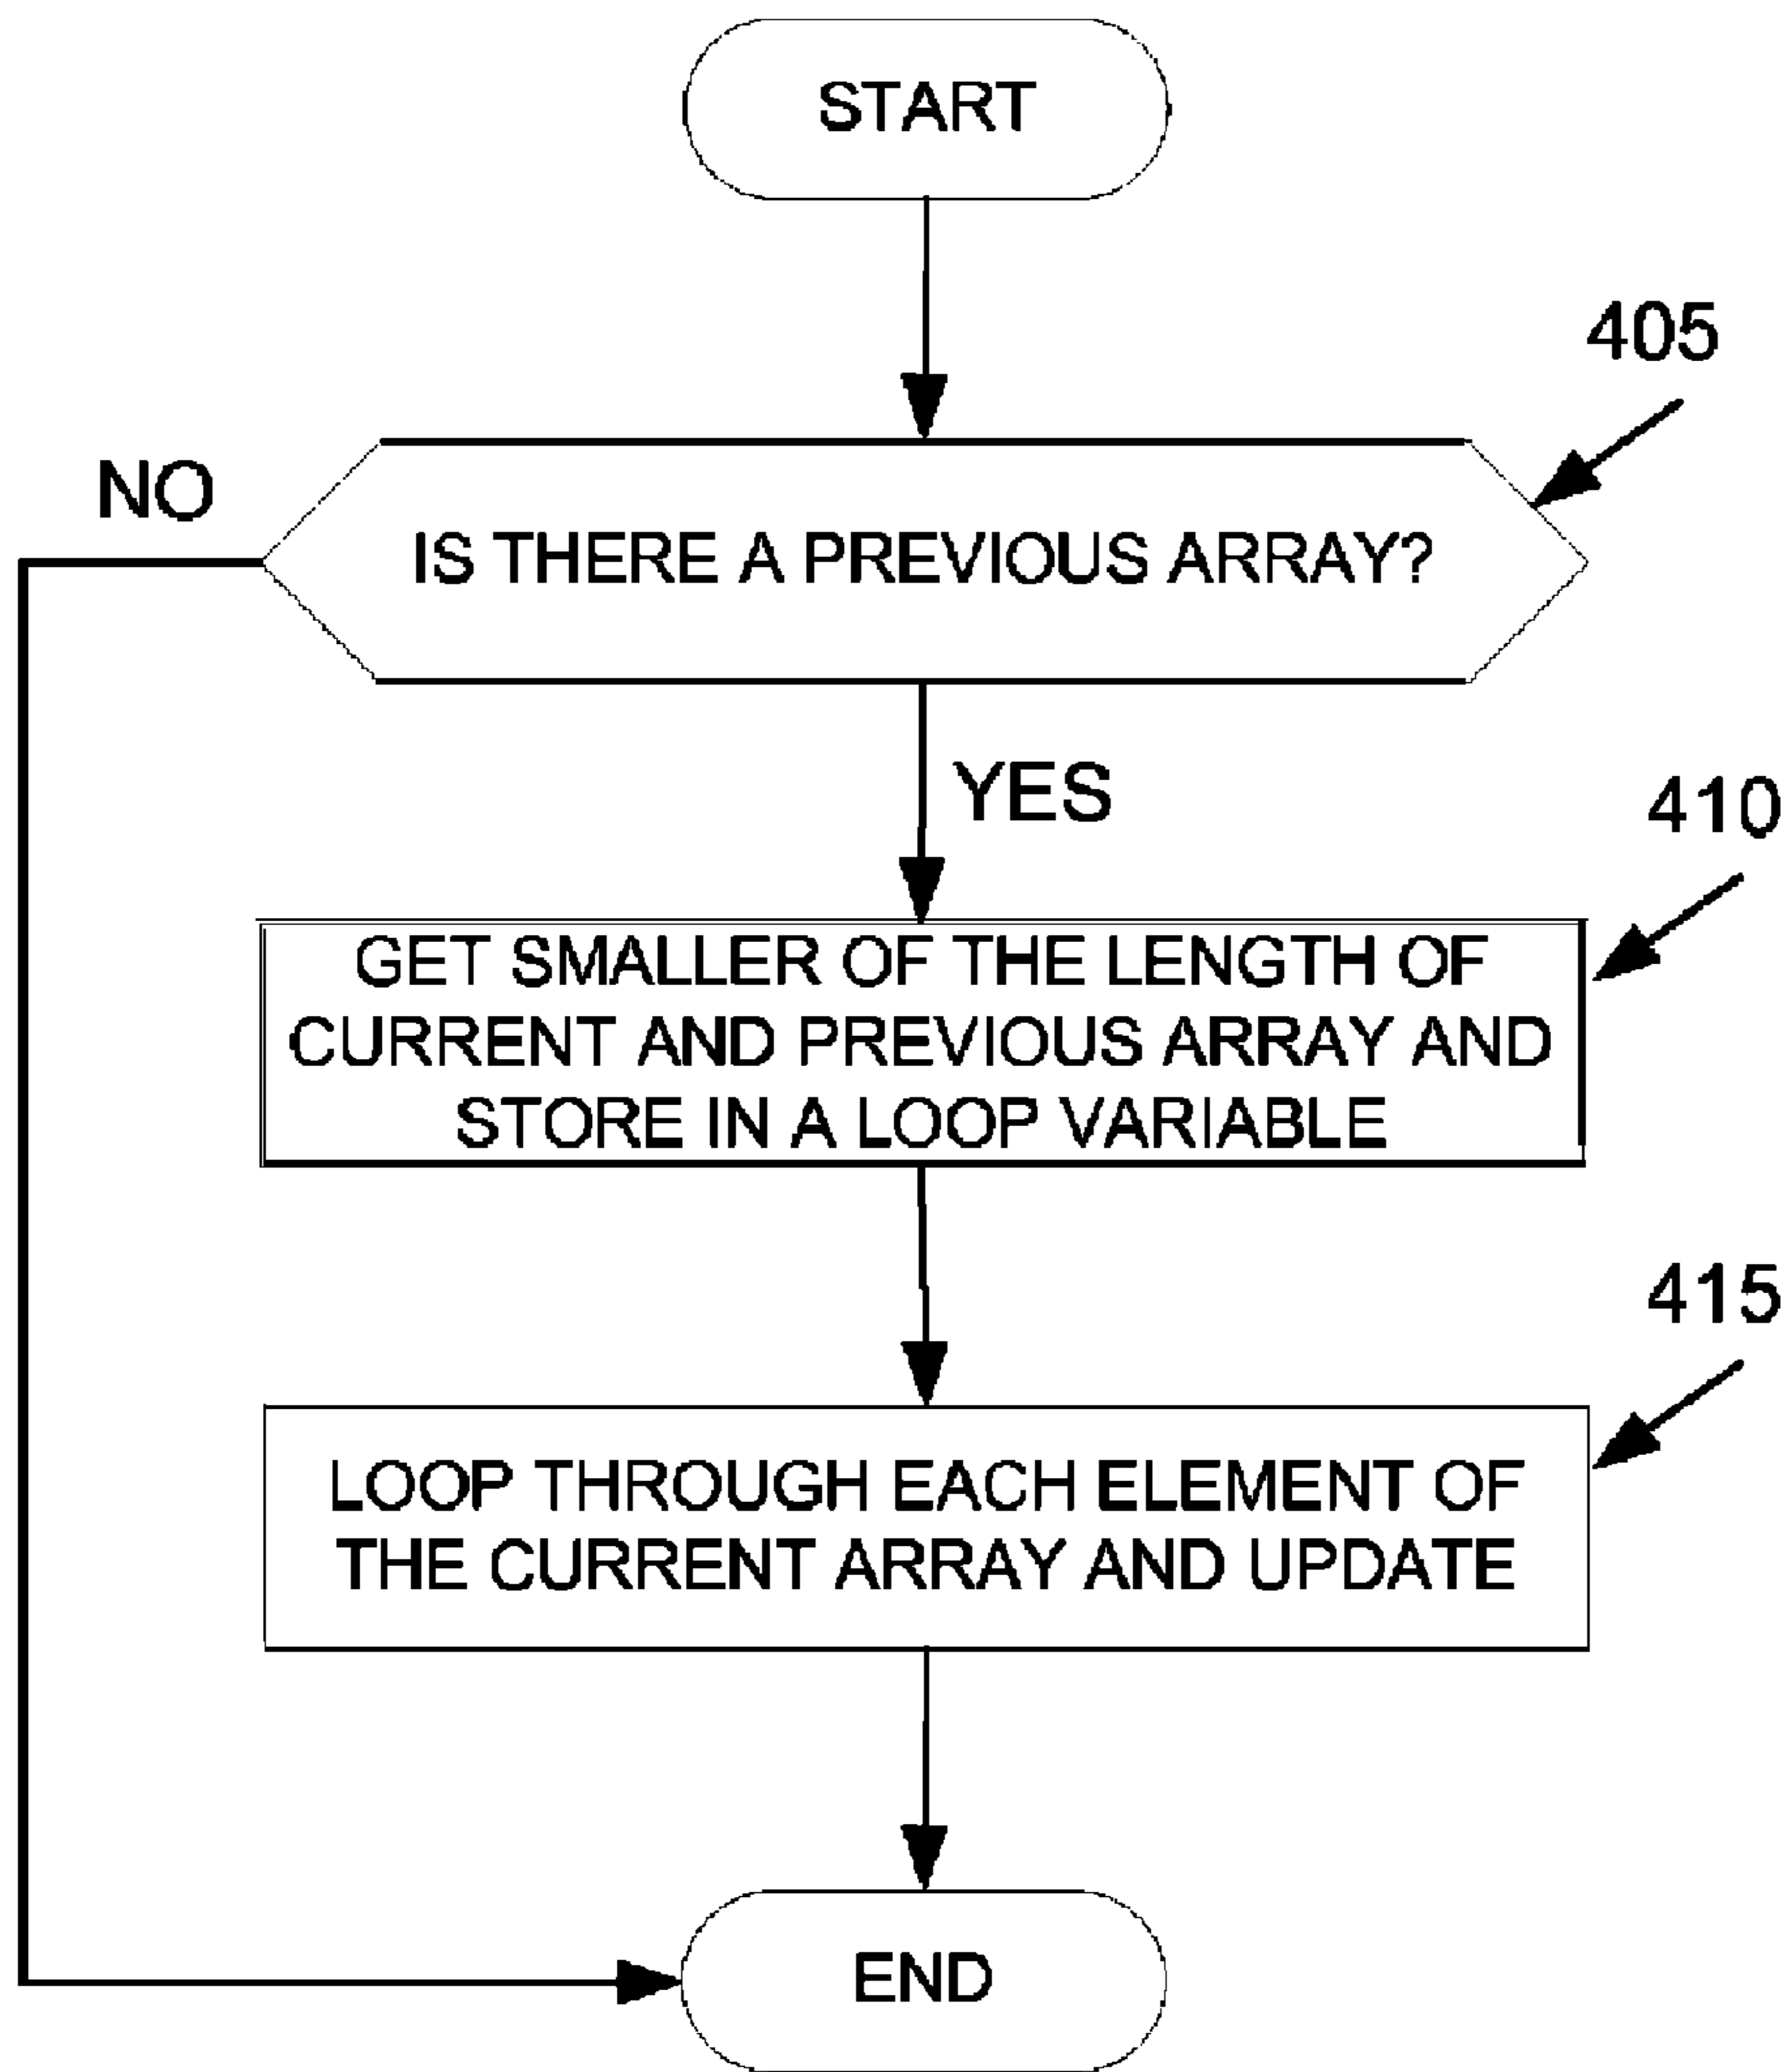 START
405
NO
IS THERE A PREVIOUS ARRAY?
YES
410
GET SMALLER OF THE LENGTH OF
CURRENT AND PREVIOUS ARRAY AND
STORE IN A LOOP VARIABLE
415
LOOP THROUGH EACH ELEMENT OF
THE CURRENT ARRAY AND UPDATE
END